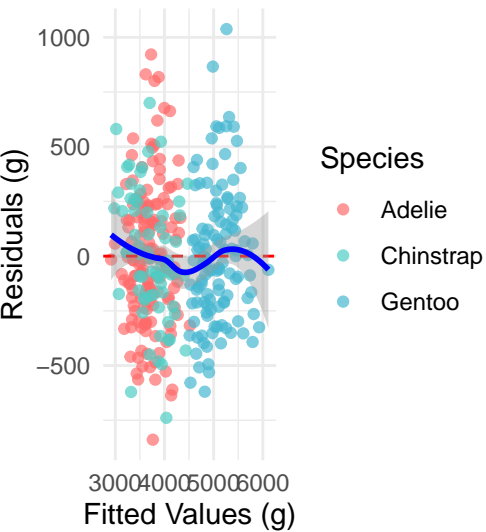 1000
500
0
−500
3000 4000 5000 6000
Residuals (g)
Fitted Values (g)
Species
Adelie
Chinstrap
Gentoo